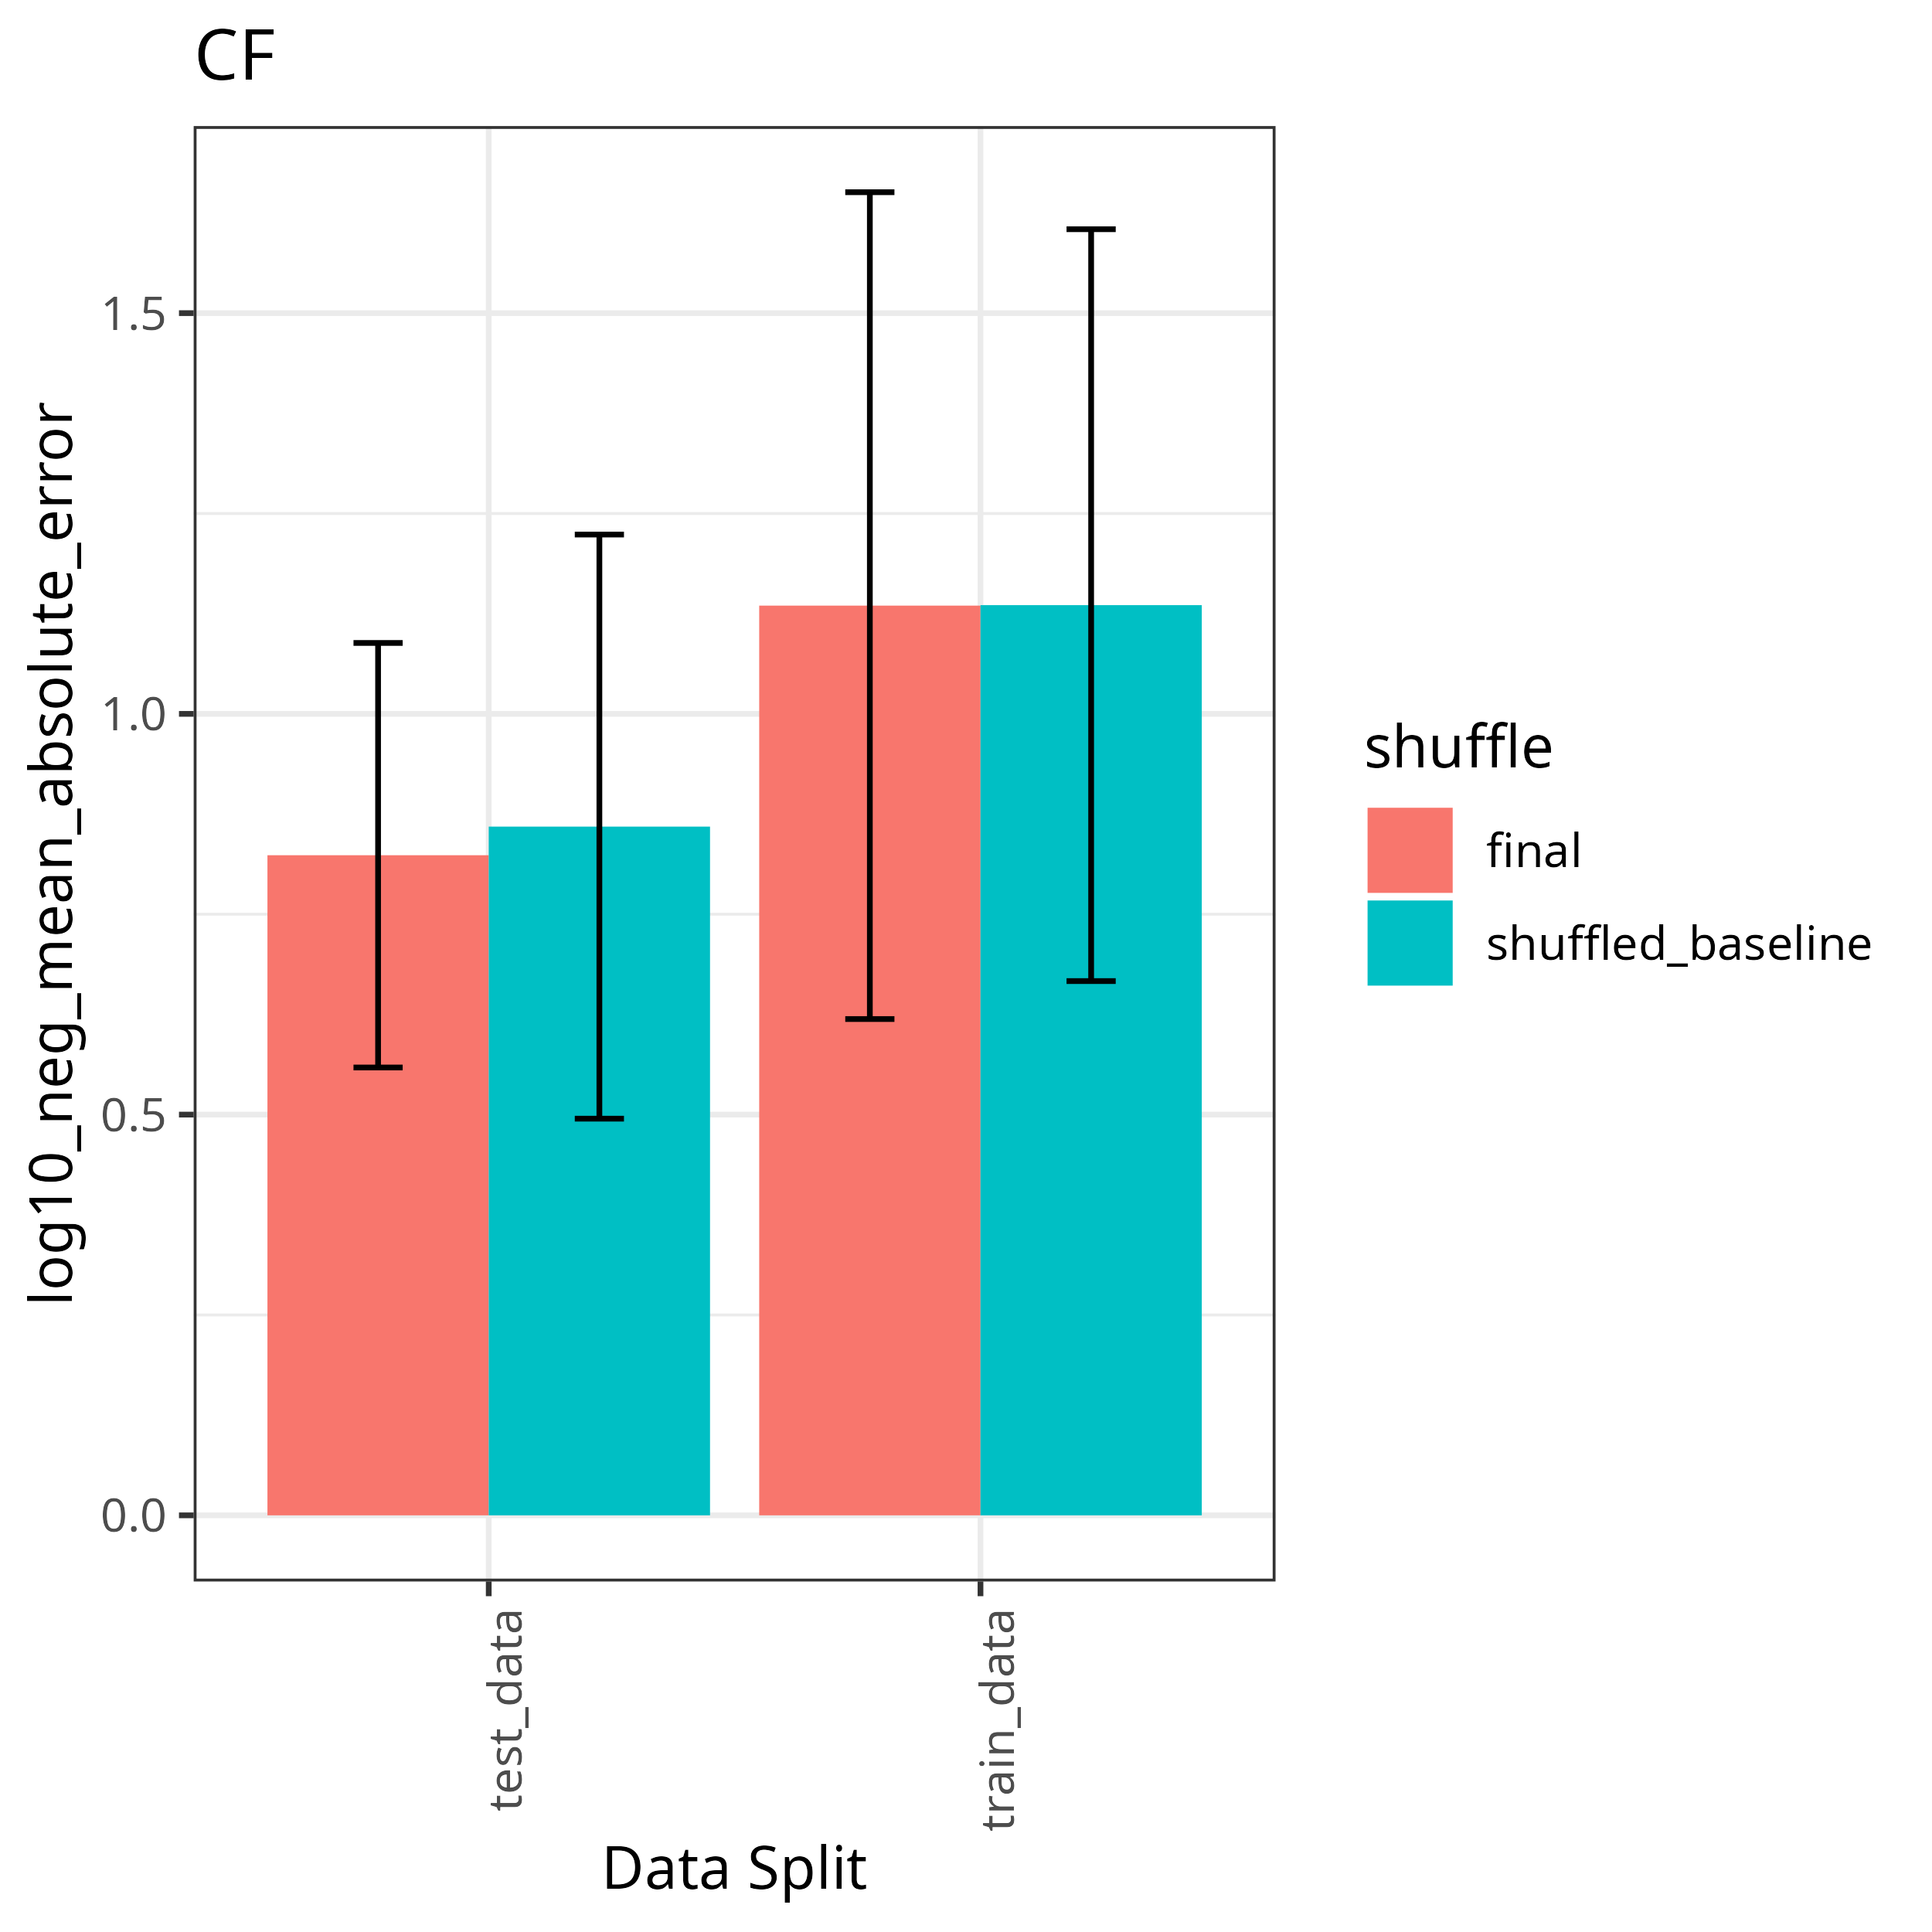 CF
log10_neg_mean_absolute_error
1.5
1.0
0.5
0.0
test_data
train_data
Data Split
shuffle
final
shuffled_baseline